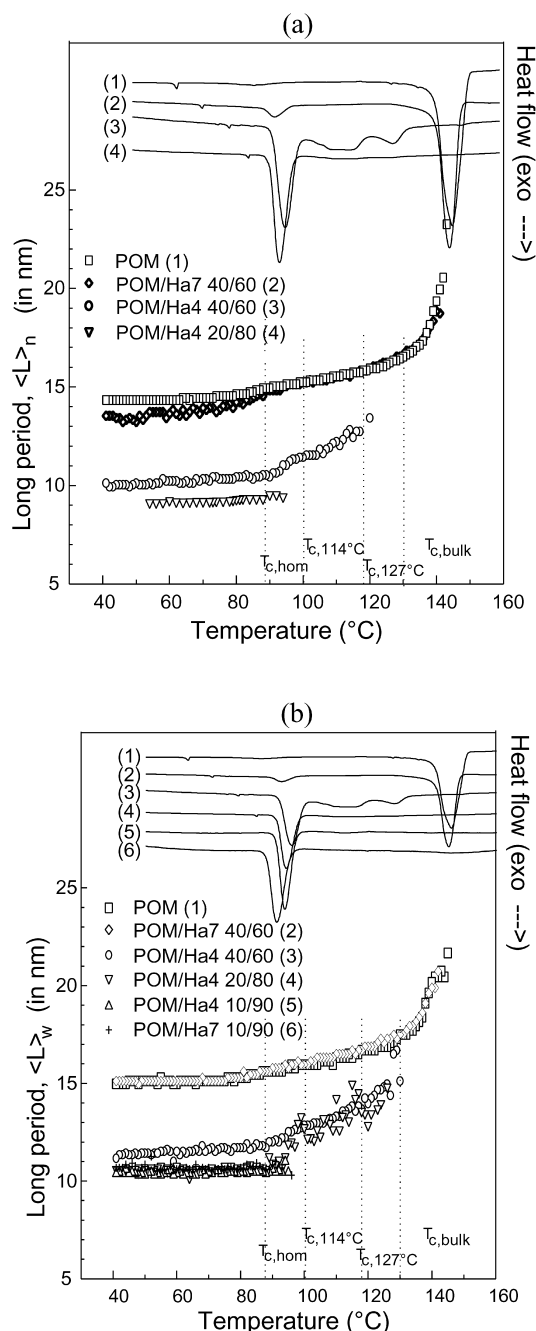 (a)
(1)
(2)
(3)
(4)
Heat flow (exo --->)
25
20
15
10
5
Long period, <L>n (in nm)
POM (1)
POM/Ha7 40/60 (2)
POM/Ha4 40/60 (3)
POM/Ha4 20/80 (4)
Tc,hom
Tc,114°C
Tc,127°C
Tc,bulk
40 60 80 100 120 140 160
Temperature (°C)
(b)
(1)
(2)
(3)
(4)
(5)
(6)
Heat flow (exo --->)
25
20
15
10
5
Long period, <L>w (in nm)
POM (1)
POM/Ha7 40/60 (2)
POM/Ha4 40/60 (3)
POM/Ha4 20/80 (4)
POM/Ha4 10/90 (5)
POM/Ha7 10/90 (6)
Tc,hom
Tc,114°C
Tc,127°C
Tc,bulk
40 60 80 100 120 140 160
Temperature (°C)